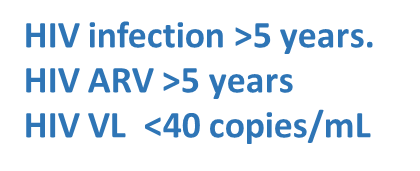 HIV infection >5 years.
HIV ARV >5 years
HIV VL  <40 copies/mL